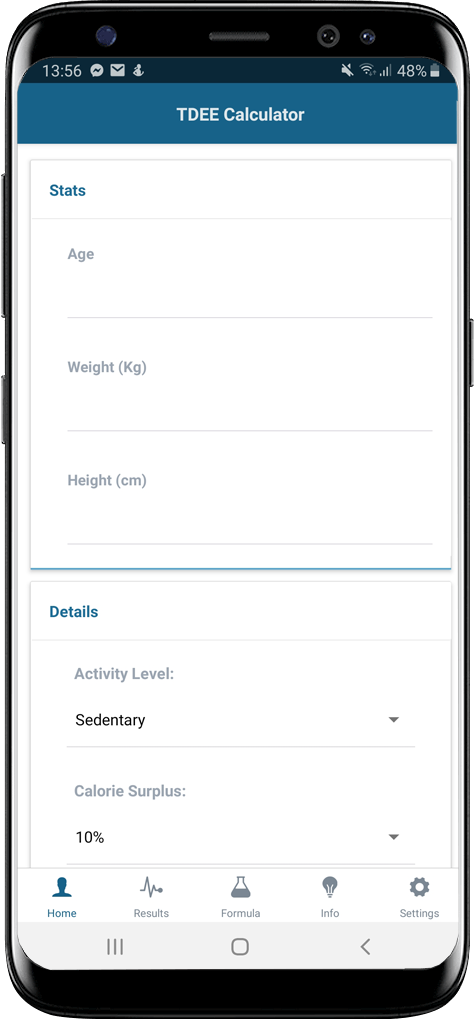 13:56 48%
TDEE Calculator
Stats
Age
Weight (Kg)
Height (cm)
Details
Activity Level:
Sedentary
Calorie Surplus:
10%
Home Results Formula Info Settings